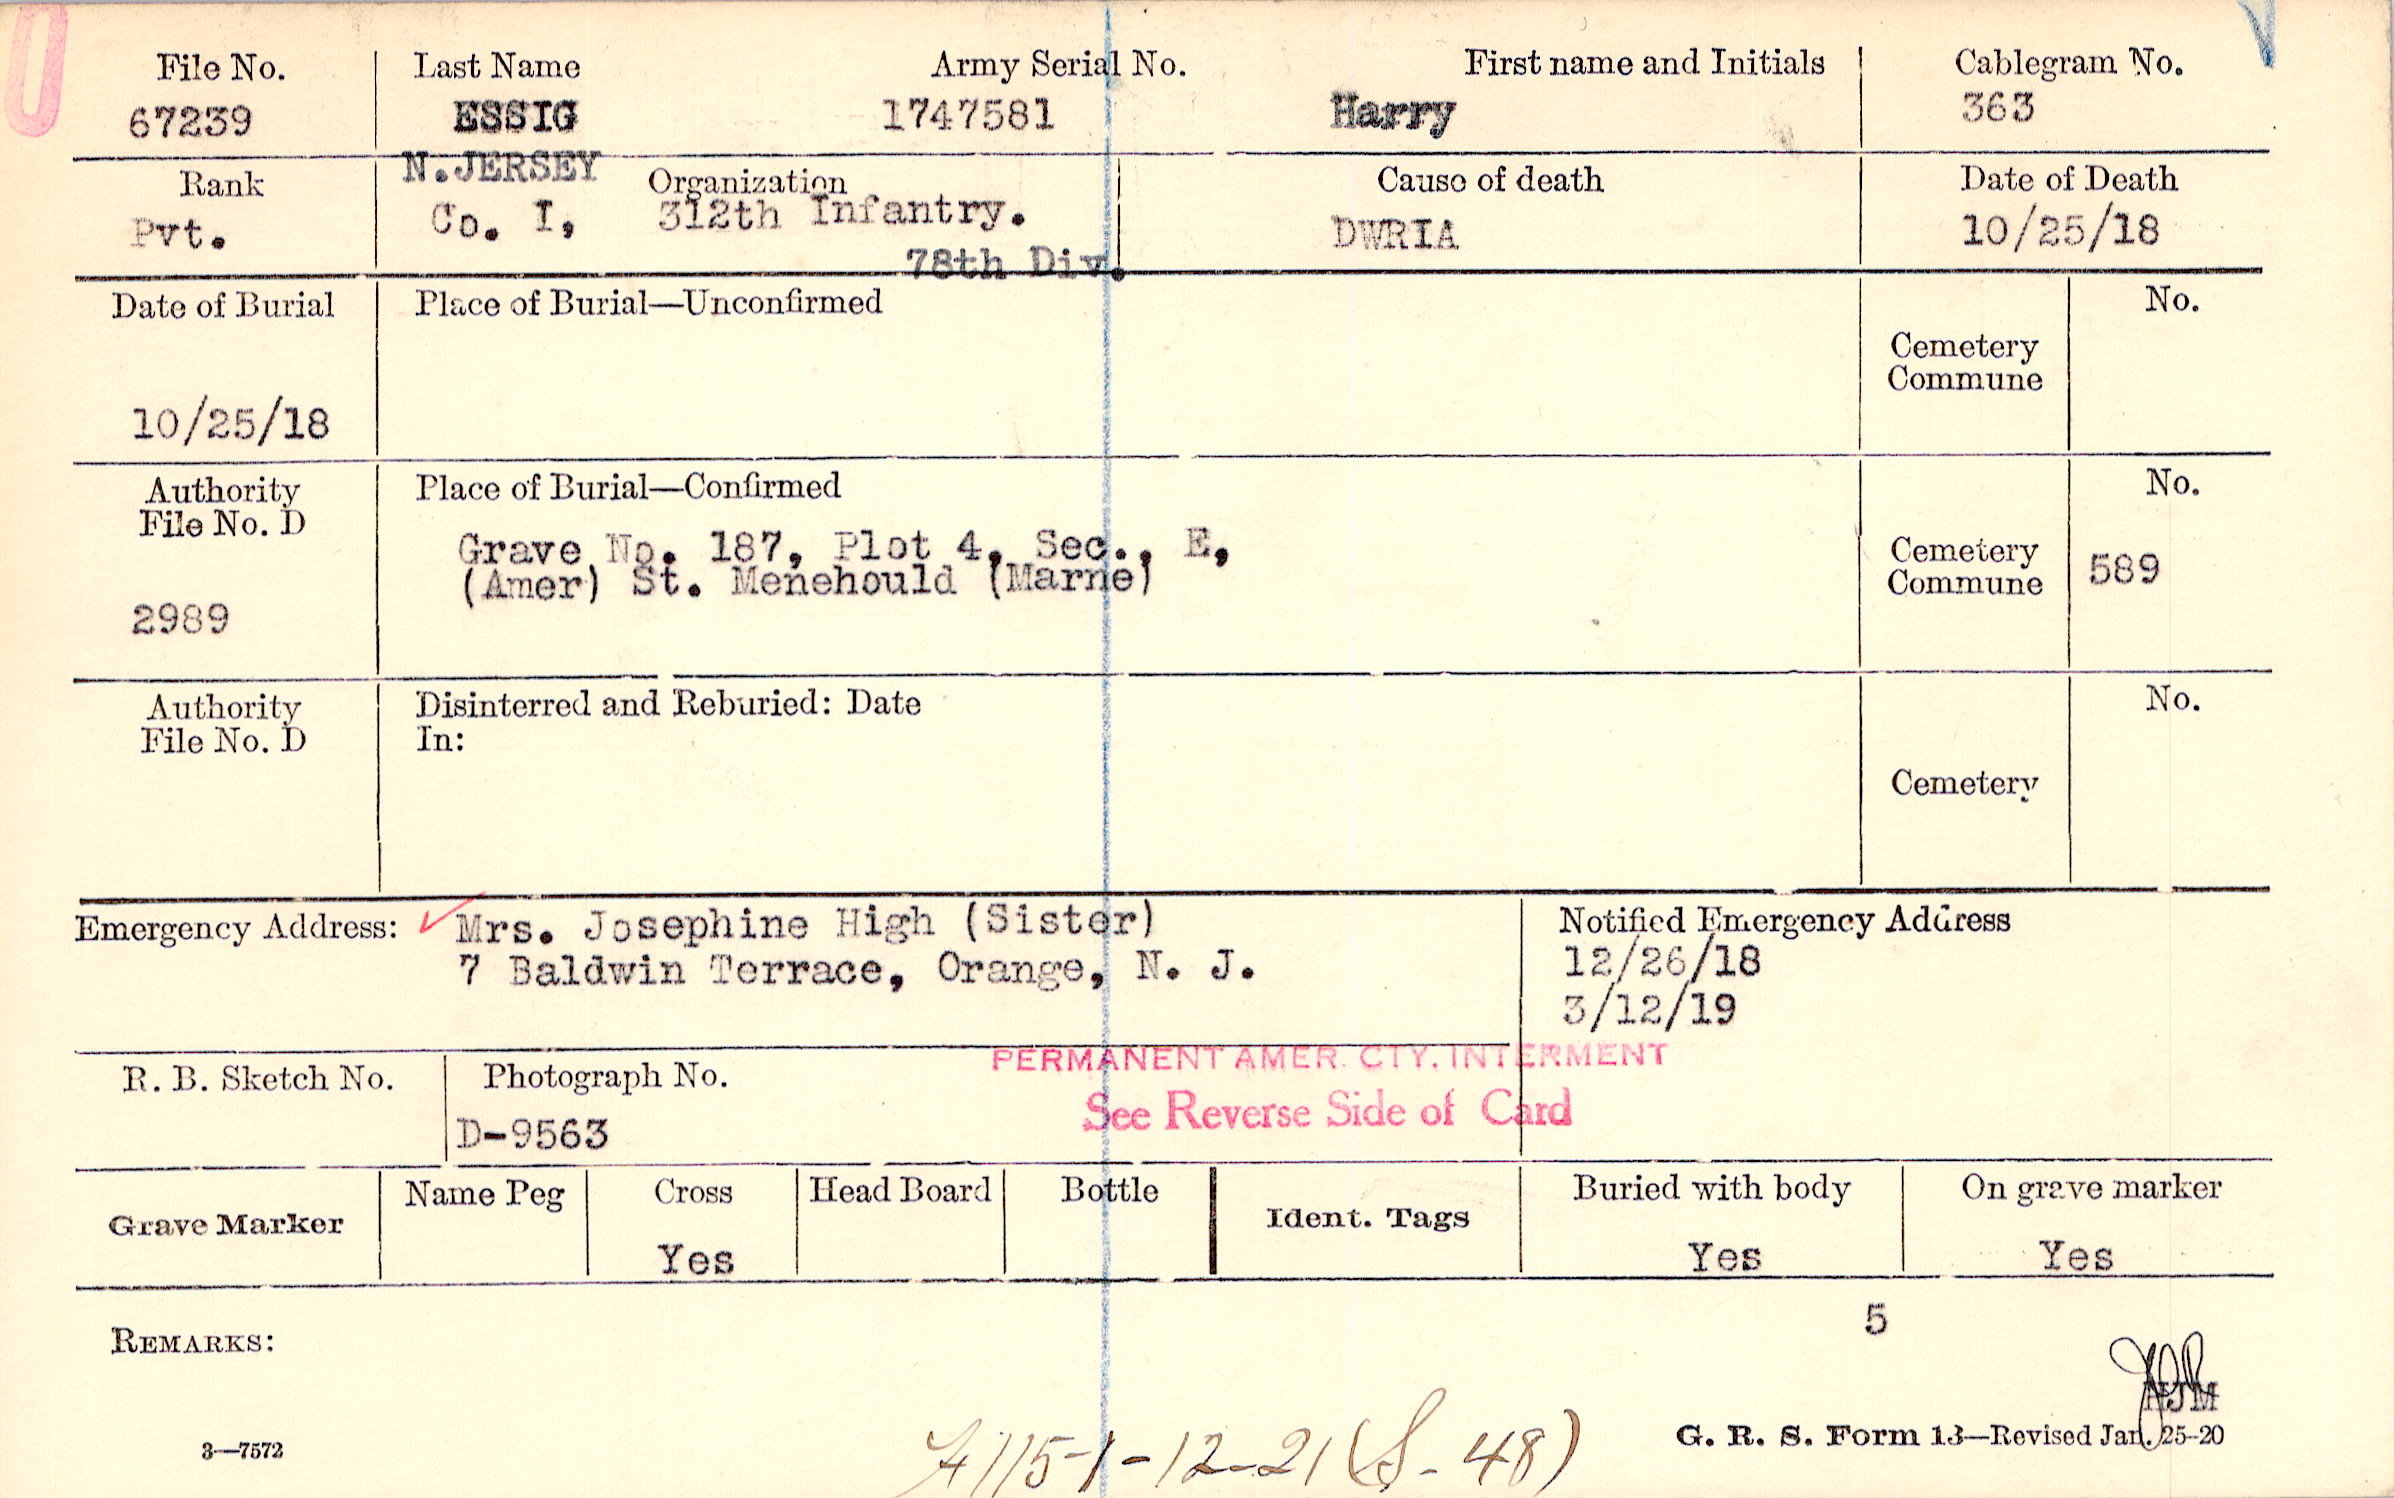 File No. Last Name Army Serial No. First name and Initials Cablegram No.
67239 ESSIG 1747581 Harry 363
N.JERSEY
Rank Organization Cause of death Date of Death
Pvt. Co. I, 312th Infantry. DWRIA 10/25/18
78th Div.
Date of Burial Place of Burial—Unconfirmed No.
Cemetery
Commune
10/25/18
Authority Place of Burial—Confirmed No.
File No. D
Grave No. 187, Plot 4, Sec., E,
(Amer) St. Menehould (Marne)
Cemetery
Commune 589
2989
Authority Disinterred and Reburied: Date No.
File No. D In:
Cemetery
Emergency Address: Mrs. Josephine High (Sister)
7 Baldwin Terrace, Orange, N. J.
Notified Emergency Address
12/26/18
3/12/19
PERMANENT AMER. CTY. INTERMENT
R. B. Sketch No. Photograph No.
See Reverse Side of Card
D-9563
Name Peg Cross Head Board Bottle Buried with body On grave marker
Grave Marker Ident. Tags
Yes Yes Yes
5
REMARKS:
HJM
G. R. S. Form 13—Revised Jan. 25-20
3—7572
-12-21 (S-48)